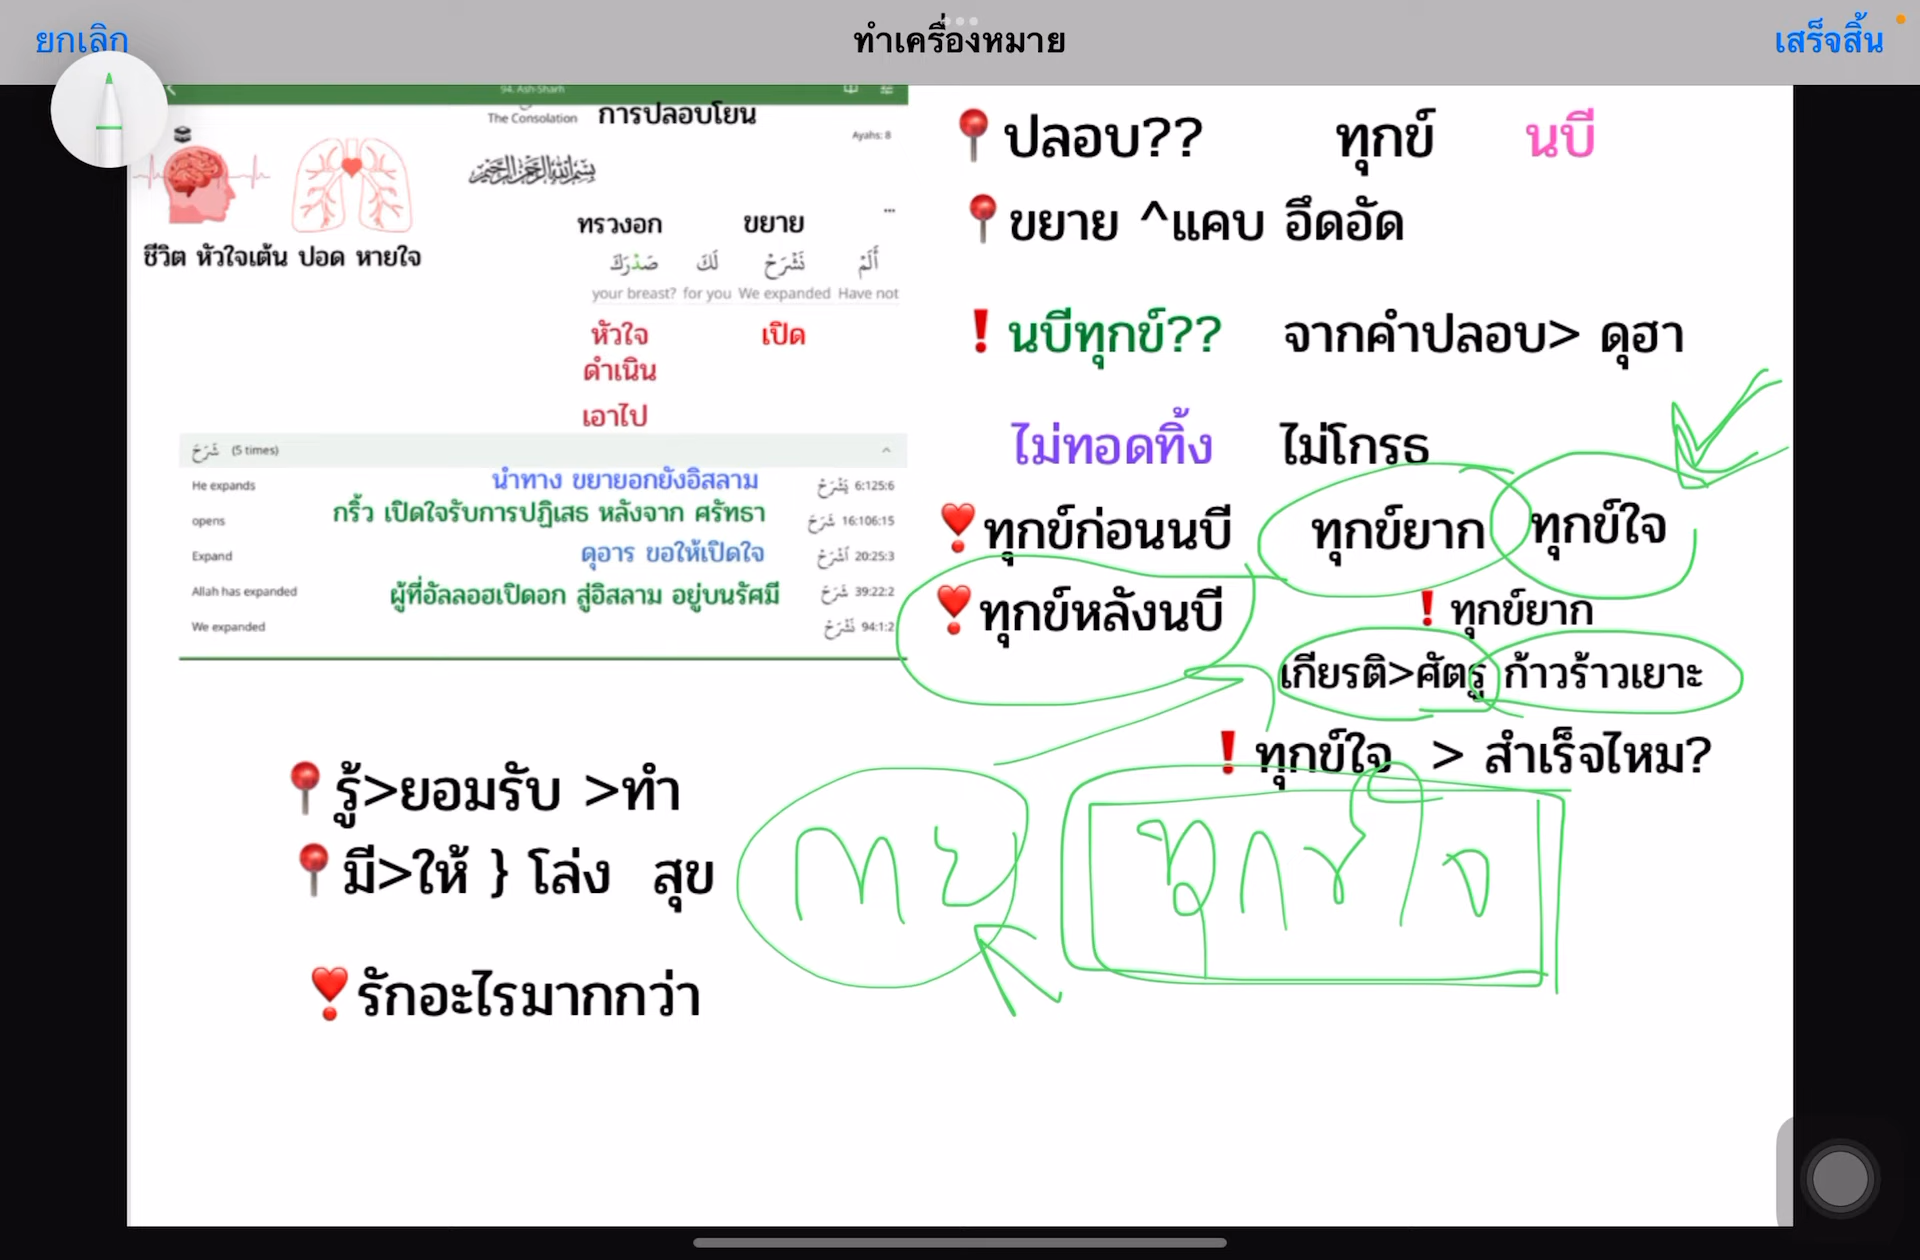 ยกเลิก ทำเครื่องหมาย เสร็จสิ้น
94. Ash-Sharh
The Consolation การปลอบโยน
Ayahs: 8
بِسْمِ اللَّهِ الرَّحْمَٰنِ الرَّحِيمِ
ชีวิต หัวใจเต้น ปอด หายใจ
ทรวงอก ขยาย
أَلَمْ نَشْرَحْ لَكَ صَدْرَكَ
your breast? for you We expanded Have not
หัวใจ เปิด
ดำเนิน
เอาไป
شَرَحَ (5 times)
He expands นำทาง ขยายอกยังอิสลาม يَشْرَحْ 6:125:6
opens กริ้ว เปิดใจรับการปฏิเสธ หลังจาก ศรัทธา شَرَحَ 16:106:15
Expand ดุอาร ขอให้เปิดใจ اشْرَحْ 20:25:3
Allah has expanded ผู้ที่อัลลอฮเปิดอก สู่อิสลาม อยู่บนรัศมี شَرَحَ 39:22:2
We expanded نَشْرَحْ 94:1:2
รู้>ยอมรับ >ทำ
มี>ให้ } โล่ง สุข
รักอะไรมากกว่า
ปลอบ?? ทุกข์ นบี
ขยาย ^แคบ อึดอัด
นบีทุกข์?? จากคำปลอบ> ดุฮา
ไม่ทอดทิ้ง ไม่โกรธ
ทุกข์ก่อนนบี ทุกข์ยาก ทุกข์ใจ
ทุกข์หลังนบี
ทุกข์ยาก
เกียรติ>ศัตรู ก้าวร้าวเยาะ
ทุกข์ใจ > สำเร็จไหม?
ทุกข์ใจ